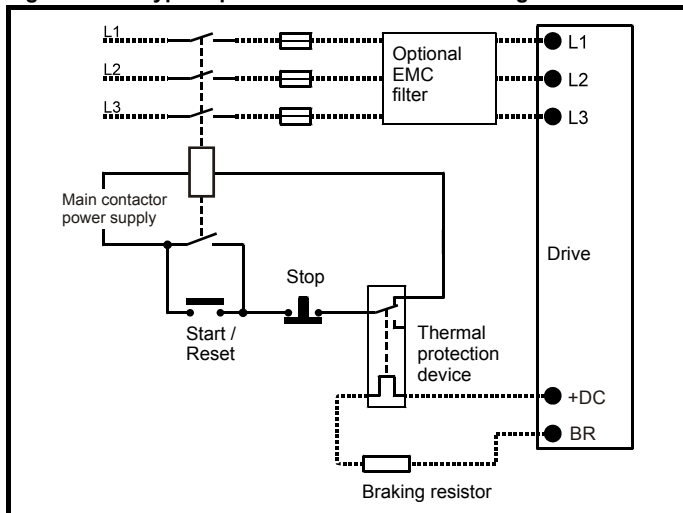 L1
L2
L3
Optional
EMC
filter
L1
L2
L3
Main contactor
power supply
Drive
Stop
Start /
Reset
Thermal
protection
device
+DC
BR
Braking resistor